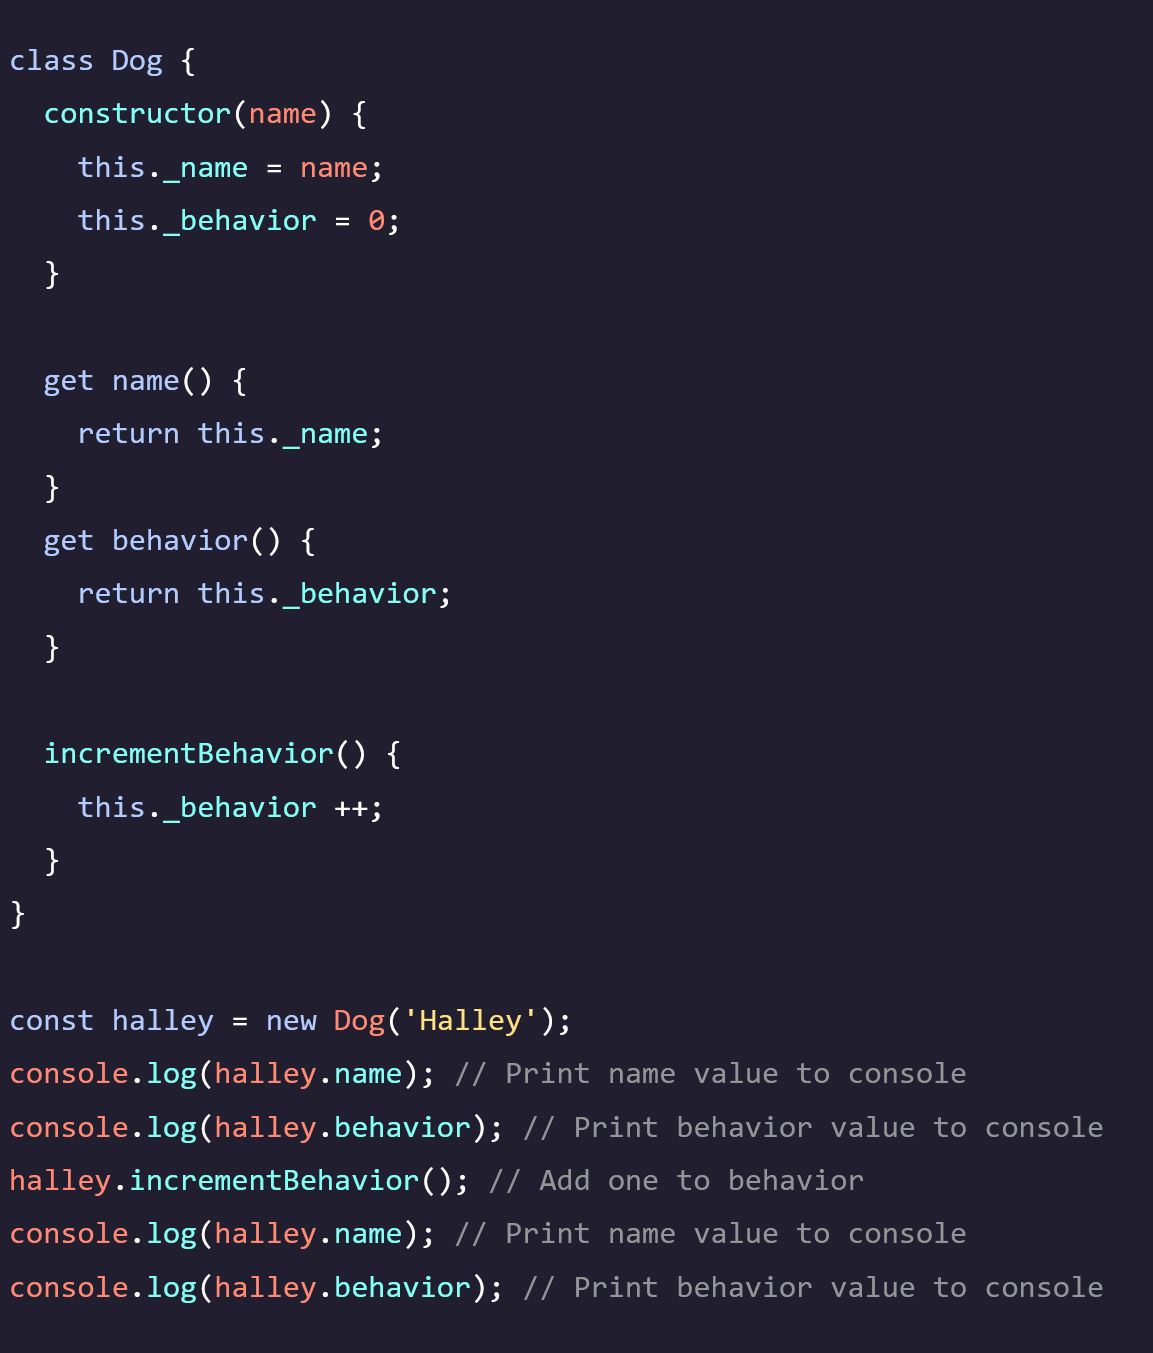 class Dog {
  constructor(name) {
    this._name = name;
    this._behavior = 0;
  }

  get name() {
    return this._name;
  }
  get behavior() {
    return this._behavior;
  }

  incrementBehavior() {
    this._behavior ++;
  }
}

const halley = new Dog('Halley');
console.log(halley.name); // Print name value to console
console.log(halley.behavior); // Print behavior value to console
halley.incrementBehavior(); // Add one to behavior
console.log(halley.name); // Print name value to console
console.log(halley.behavior); // Print behavior value to console